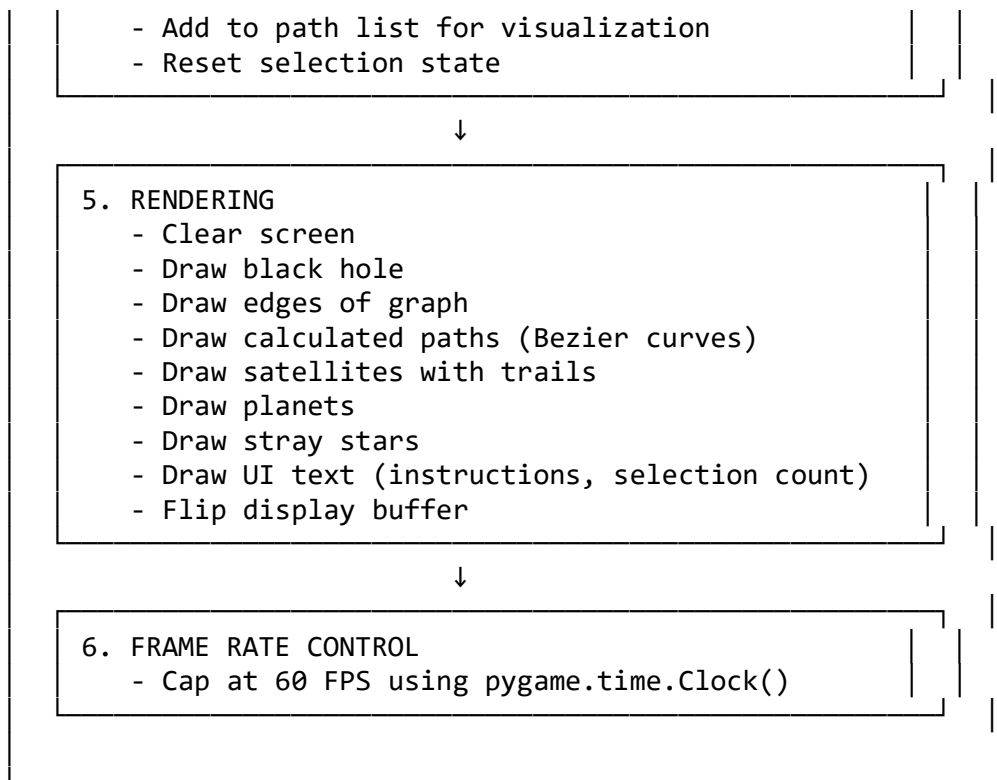 - Add to path list for visualization
- Reset selection state
↓
5. RENDERING
- Clear screen
- Draw black hole
- Draw edges of graph
- Draw calculated paths (Bezier curves)
- Draw satellites with trails
- Draw planets
- Draw stray stars
- Draw UI text (instructions, selection count)
- Flip display buffer
↓
6. FRAME RATE CONTROL
- Cap at 60 FPS using pygame.time.Clock()